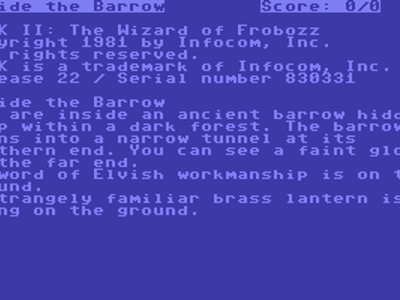 ide the Barrow Score: 0/0
K II: The Wizard of Frobozz
yright 1981 by Infocom, Inc.
rights reserved.
K is a trademark of Infocom, Inc.
ease 22 / Serial number 830331
ide the Barrow
are inside an ancient barrow hidd
p within a dark forest. The barrow
ns into a narrow tunnel at its
thern end. You can see a faint glo
the far end.
word of Elvish workmanship is on t
und.
trangely familiar brass lantern is
ng on the ground.